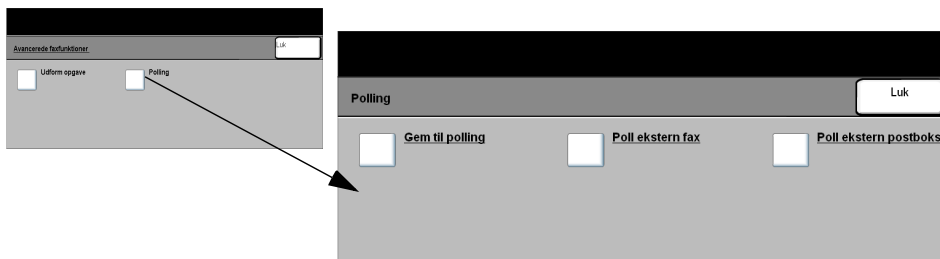 Avancerede faxfunktioner
Luk
Udform opgave
Polling
Polling
Luk
Gem til polling
Poll ekstern fax
Poll ekstern postboks